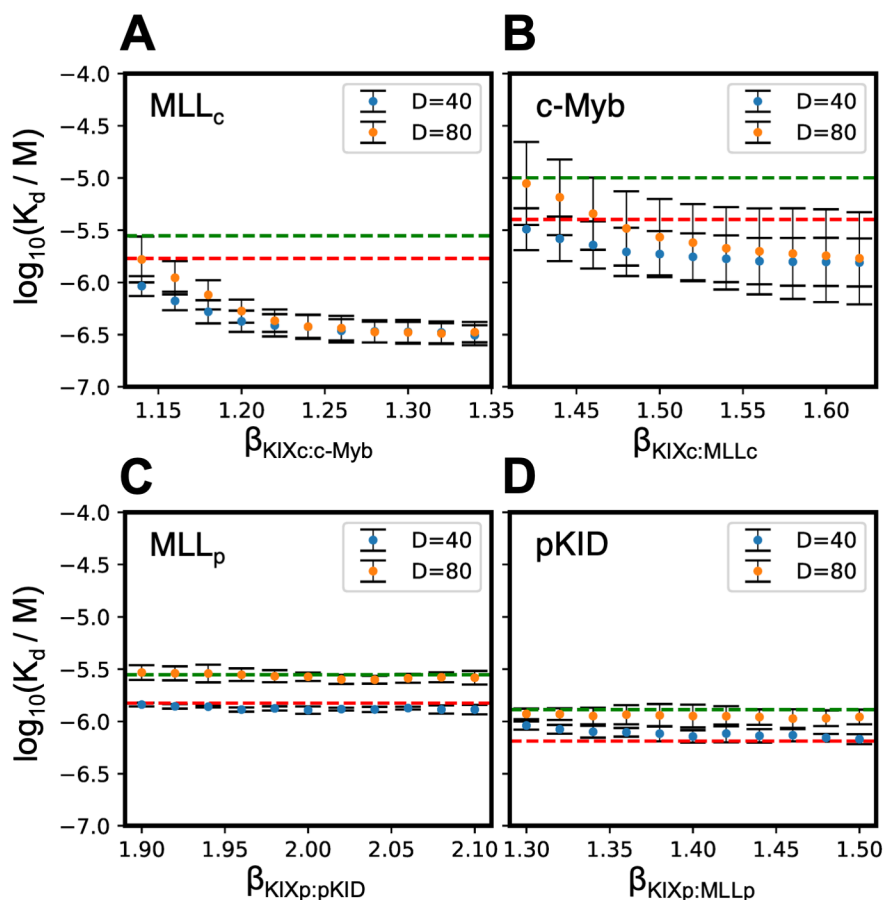 A
B
MLLc
D=40
D=80
c-Myb
D=40
D=80
log10(Kd / M)
−4.0
−4.5
−5.0
−5.5
−6.0
−6.5
−7.0
1.15
1.20
1.25
1.30
1.35
1.45
1.50
1.55
1.60
βKIXc:c-Myb
βKIXc:MLLc
C
D
MLLp
D=40
D=80
pKID
D=40
D=80
log10(Kd / M)
−4.0
−4.5
−5.0
−5.5
−6.0
−6.5
−7.0
1.90
1.95
2.00
2.05
2.10
1.30
1.35
1.40
1.45
1.50
βKIXp:pKID
βKIXp:MLLp